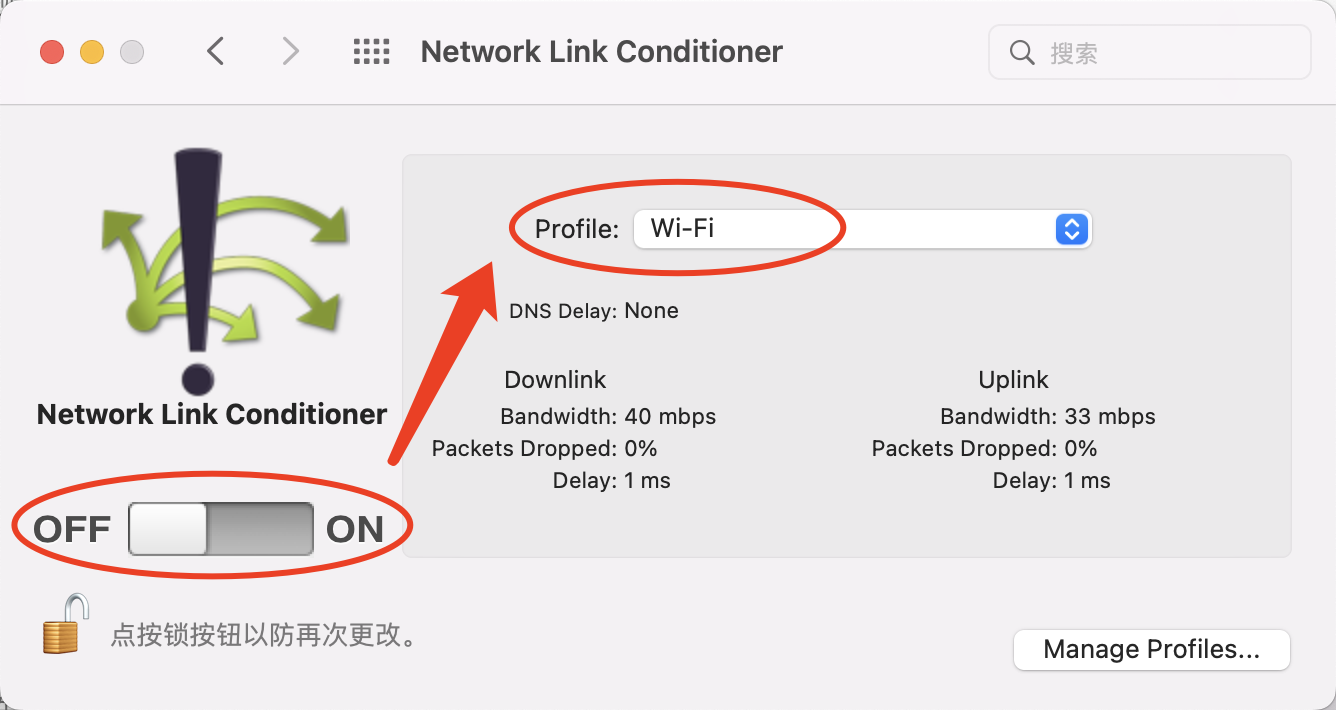 Network Link Conditioner
搜索
Profile: Wi-Fi
DNS Delay: None
Downlink
Bandwidth: 40 mbps
Packets Dropped: 0%
Delay: 1 ms
Uplink
Bandwidth: 33 mbps
Packets Dropped: 0%
Delay: 1 ms
Network Link Conditioner
OFF ON
点按锁按钮以防再次更改。
Manage Profiles...